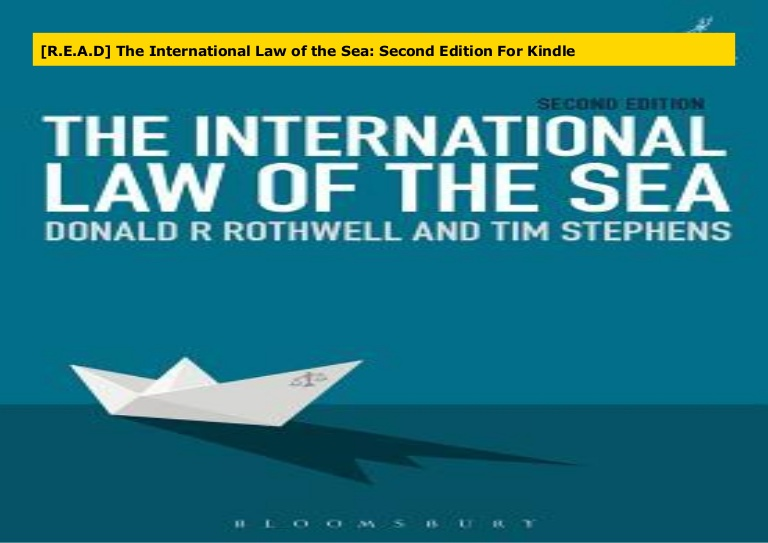 [R.E.A.D] The International Law of the Sea: Second Edition For Kindle
SECOND EDITION
THE INTERNATIONAL
LAW OF THE SEA
DONALD R ROTHWELL AND TIM STEPHENS
BLOOMSBURY